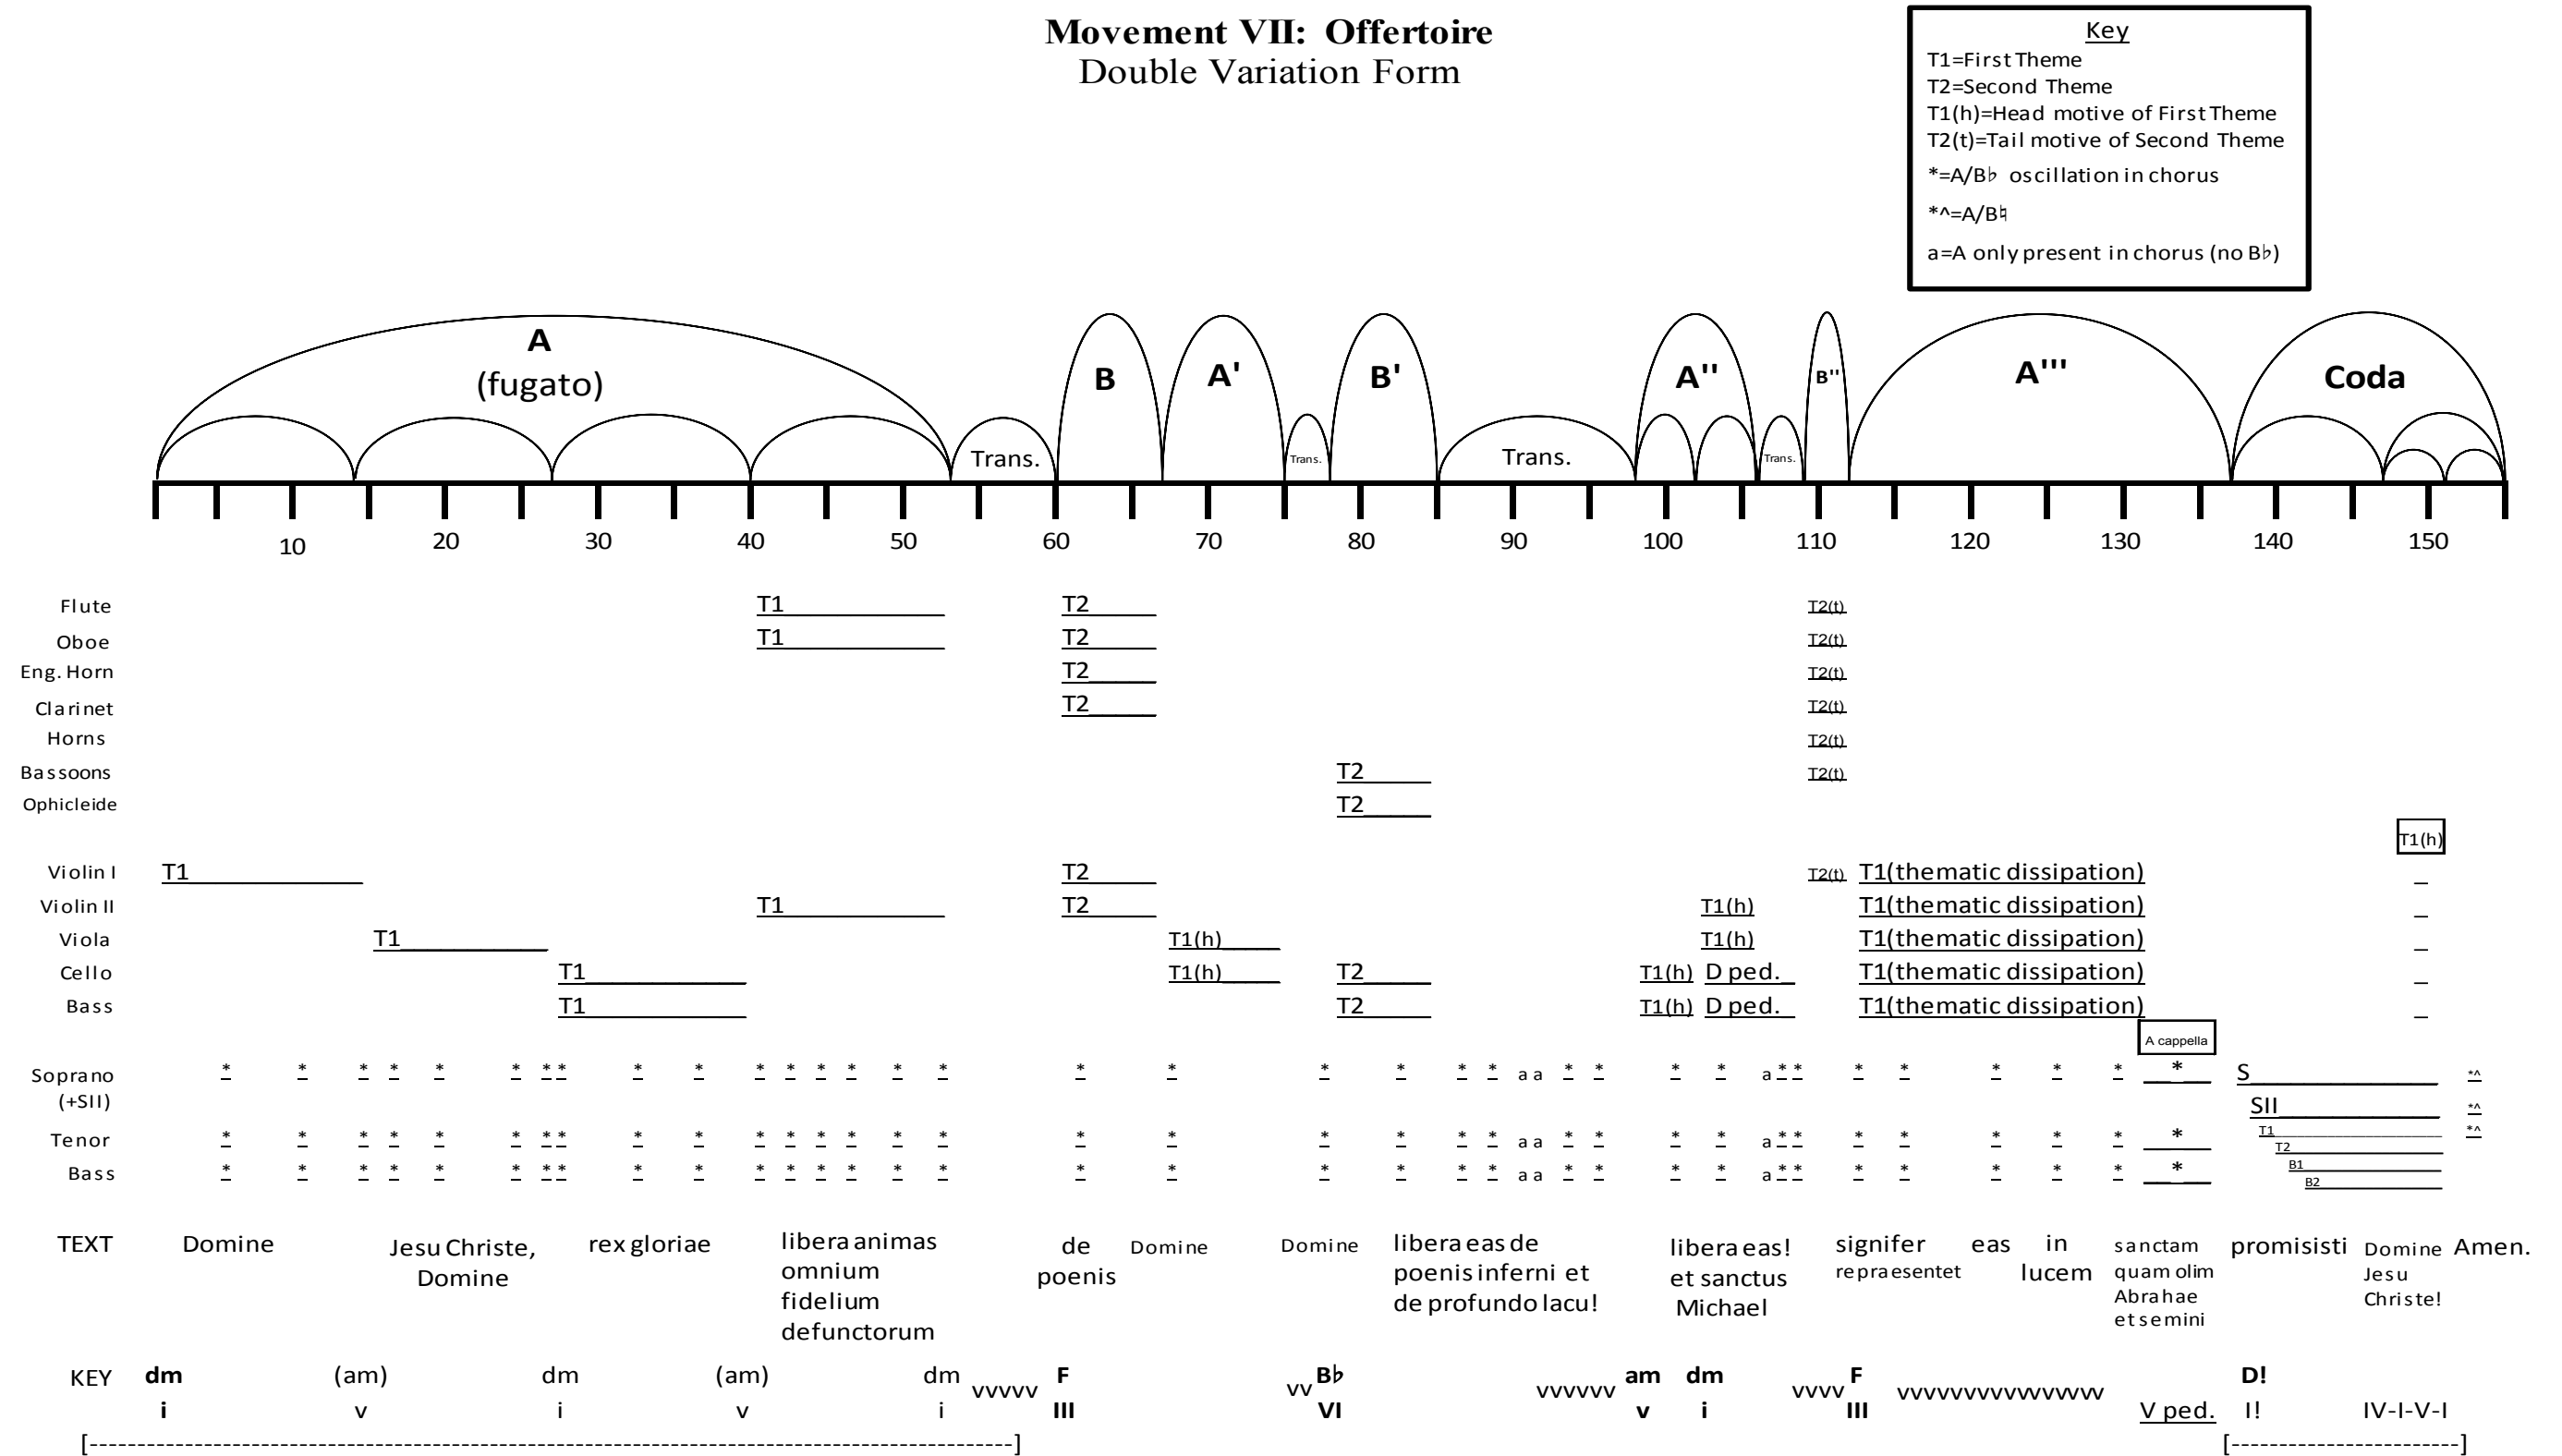 Movement VII: Offertoire
Double Variation Form
Key
T1=First Theme
T2=Second Theme
T1(h)=Head motive of First Theme
T2(t)=Tail motive of Second Theme
*=A/B♭ oscillation in chorus
*^=A/B♮
a=A only present in chorus (no B♭)
A
(fugato)
Trans.
B
A'
Trans.
B'
Trans.
A''
Trans.
B''
A'''
Coda
10 20 30 40 50 60 70 80 90 100 110 120 130 140 150
Flute T1 T2 T2(t)
Oboe T1 T2 T2(t)
Eng. Horn T2 T2(t)
Clarinet T2 T2(t)
Horns T2(t)
Bassoons T2 T2(t)
Ophicleide T2
T1(h)
Violin I T1 T2 T2(t) T1(thematic dissipation)
Violin II T1 T2 T1(h) T1(thematic dissipation)
Viola T1 T1(h) T1(h) T1(thematic dissipation)
Cello T1 T1(h) T2 T1(h) D ped. T1(thematic dissipation)
Bass T1 T2 T1(h) D ped. T1(thematic dissipation)
A cappella
Soprano * * * * * * * * * * * * * * * * * * * * * * a a * * * * a * * * * * * * * S *^
(+SII) SII *^
Tenor * * * * * * * * * * * * * * * * * * * * * * a a * * * * a * * * * * * * * T1 *^
T2
Bass * * * * * * * * * * * * * * * * * * * * * * a a * * * * a * * * * * * * * B1
B2
TEXT
Domine
Jesu Christe,
Domine
rex gloriae
libera animas
omnium
fidelium
defunctorum
de
poenis
Domine
Domine
libera eas de
poenis inferni et
de profundo lacu!
libera eas!
et sanctus
Michael
signifer
repraesentet
eas
in
lucem
sanctam
quam olim
Abrahae
et semini
promisisti
Domine
Jesu
Christe!
Amen.
KEY dm (am) dm (am) dm vvvvv F vv B♭ vvvvvv am dm vvvv F vvvvvvvvvvvvvvvv D!
i v i v i III VI v i III V ped. I! IV-I-V-I
[------------------------------------------------------------------------------------------------] [------------------------]